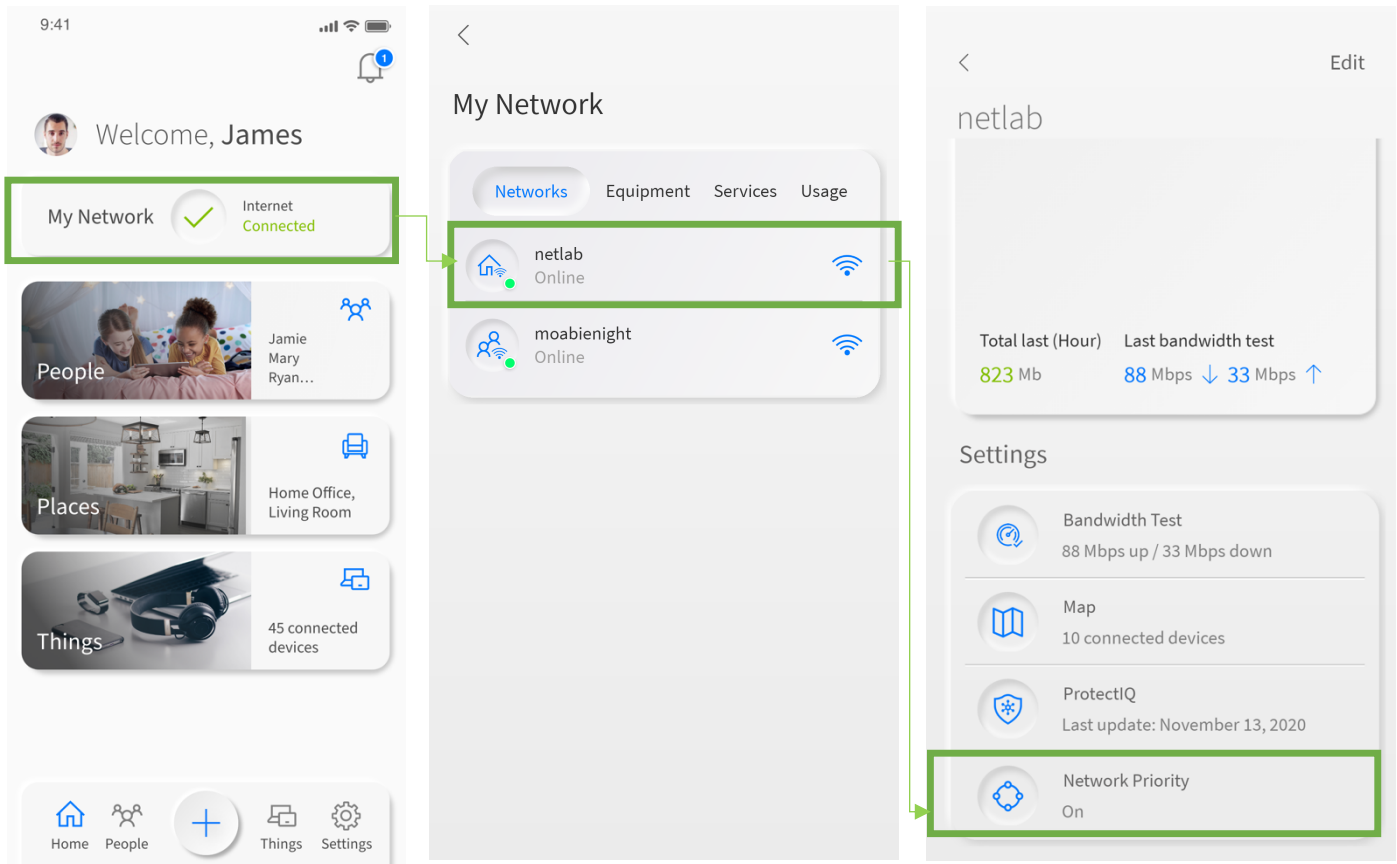 9:41
1
Welcome, James
My Network
Internet
Connected
People
Jamie
Mary
Ryan...
Places
Home Office,
Living Room
Things
45 connected
devices
Home
People
Things
Settings
My Network
Networks Equipment Services Usage
netlab
Online
moabienight
Online
Edit
netlab
Total last (Hour) Last bandwidth test
823 Mb 88 Mbps ↓ 33 Mbps ↑
Settings
Bandwidth Test
88 Mbps up / 33 Mbps down
Map
10 connected devices
ProtectIQ
Last update: November 13, 2020
Network Priority
On